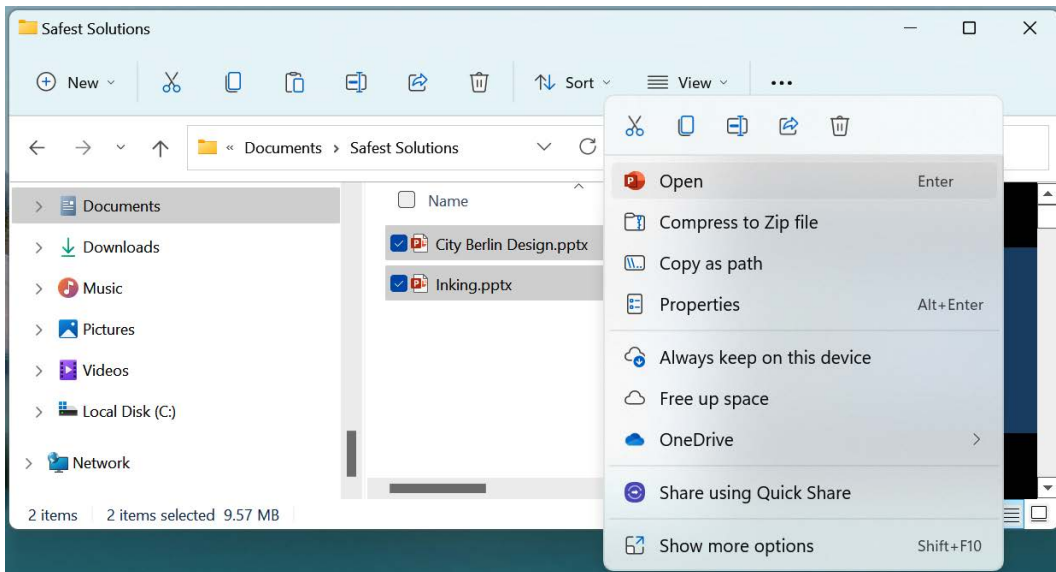 Safest Solutions
New
Sort
View
•••
« Documents > Safest Solutions
Open Enter
Compress to Zip file
Copy as path
Properties Alt+Enter
Always keep on this device
Free up space
OneDrive
Share using Quick Share
Show more options Shift+F10
Documents
Downloads
Music
Pictures
Videos
Local Disk (C:)
Network
Name
City Berlin Design.pptx
Inking.pptx
2 items 2 items selected 9.57 MB